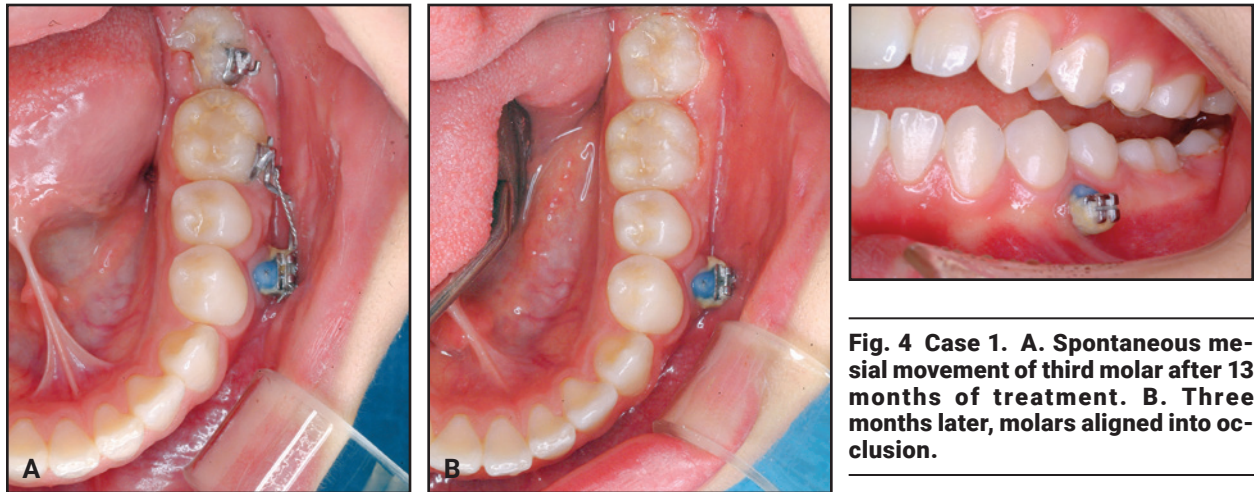 A
B
Fig. 4 Case 1. A. Spontaneous me-
sial movement of third molar after 13
months of treatment. B. Three
months later, molars aligned into oc-
clusion.